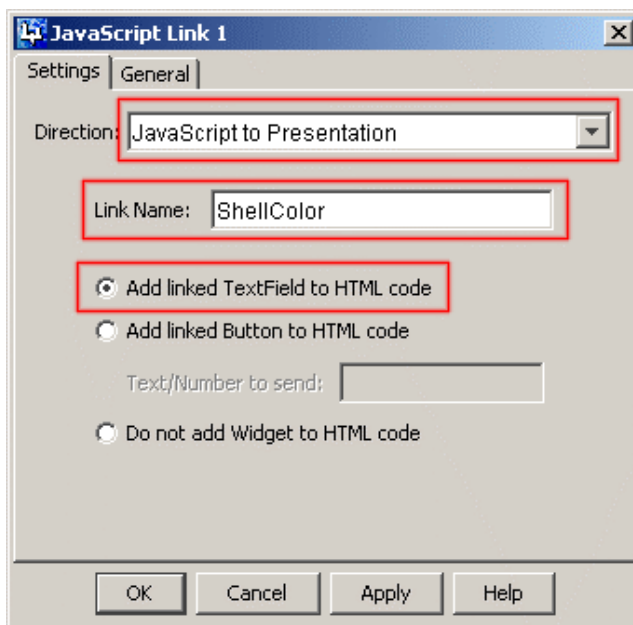 JavaScript Link 1
Settings General
Direction: JavaScript to Presentation
Link Name: ShellColor
Add linked TextField to HTML code
Add linked Button to HTML code
Text/Number to send:
Do not add Widget to HTML code
OK Cancel Apply Help